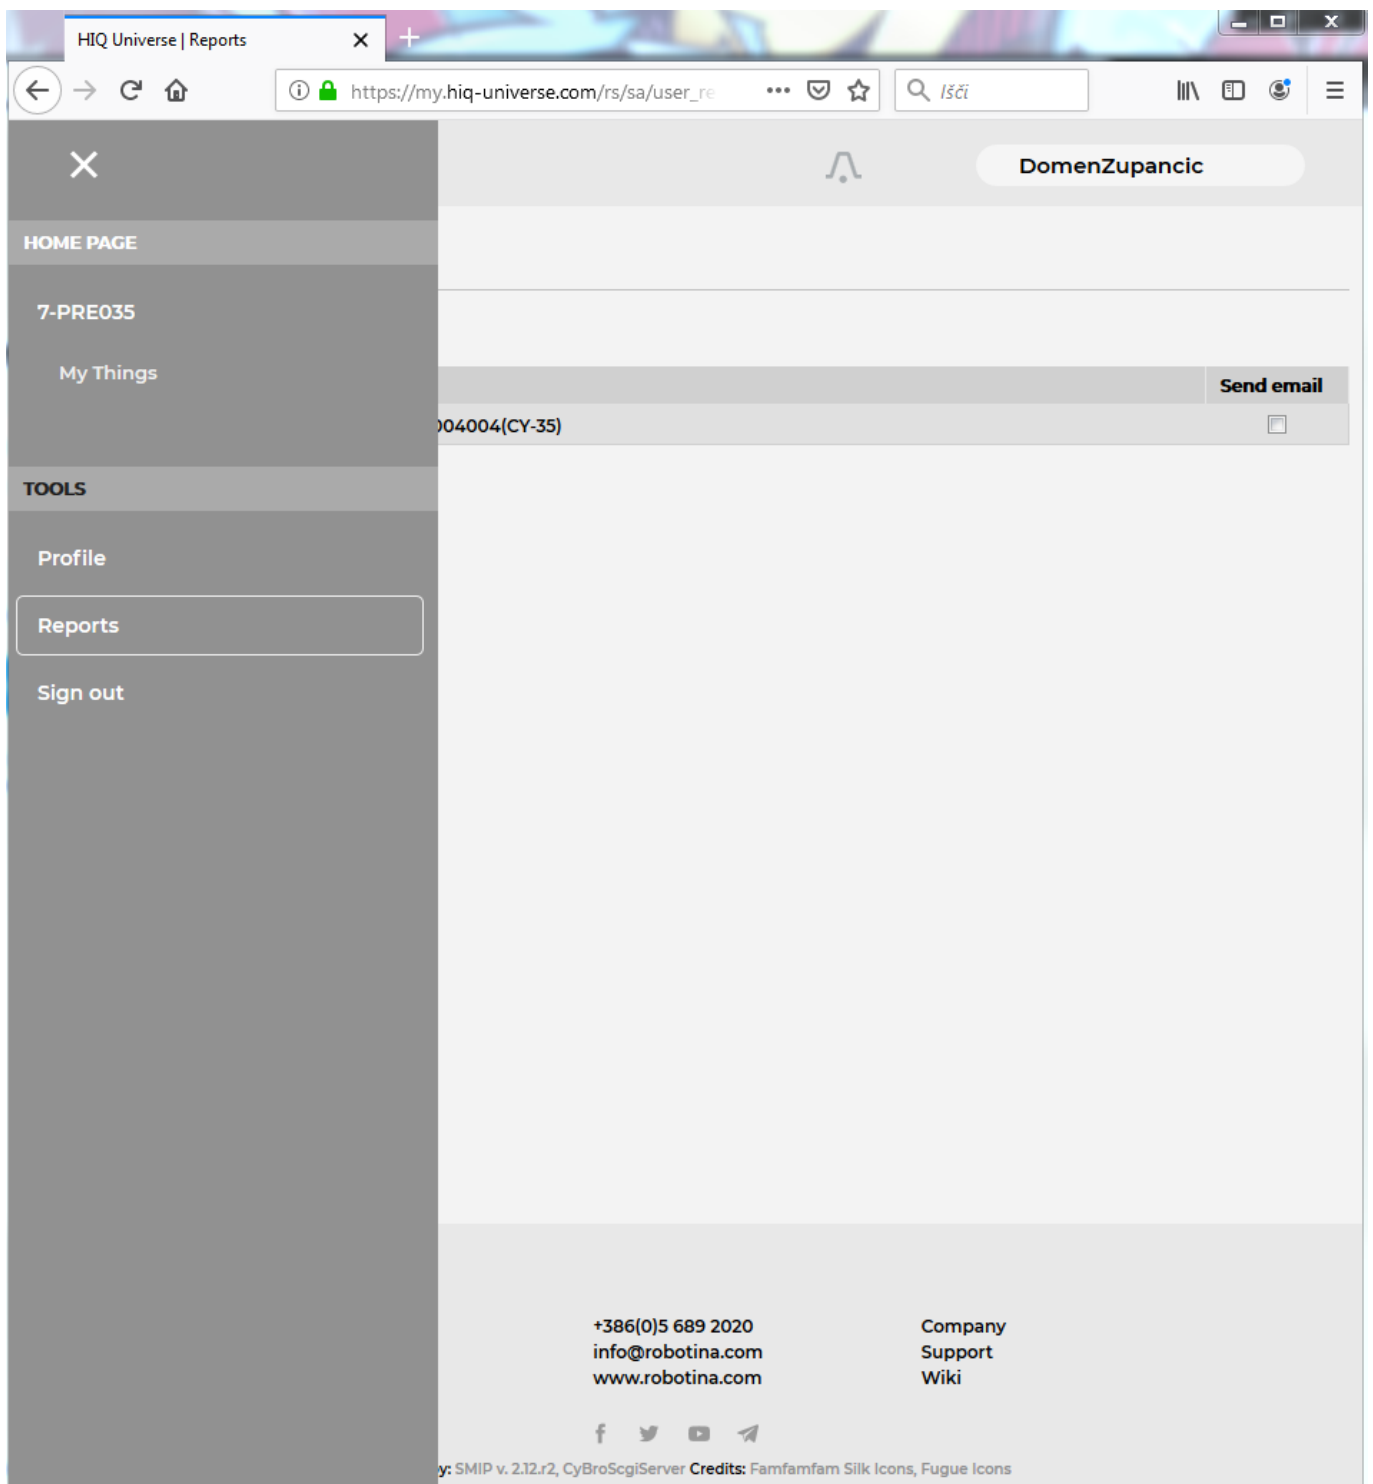 HIQ Universe | Reports
https://my.hiq-universe.com/rs/sa/user_re
Išči
DomenZupancic
HOME PAGE
7-PRE035
My Things
Send email
004004(CY-35)
TOOLS
Profile
Reports
Sign out
+386(0)5 689 2020
info@robotina.com
www.robotina.com
Company
Support
Wiki
y: SMIP v. 2.12.r2, CyBroScgiServer Credits: Famfamfam Silk Icons, Fugue Icons